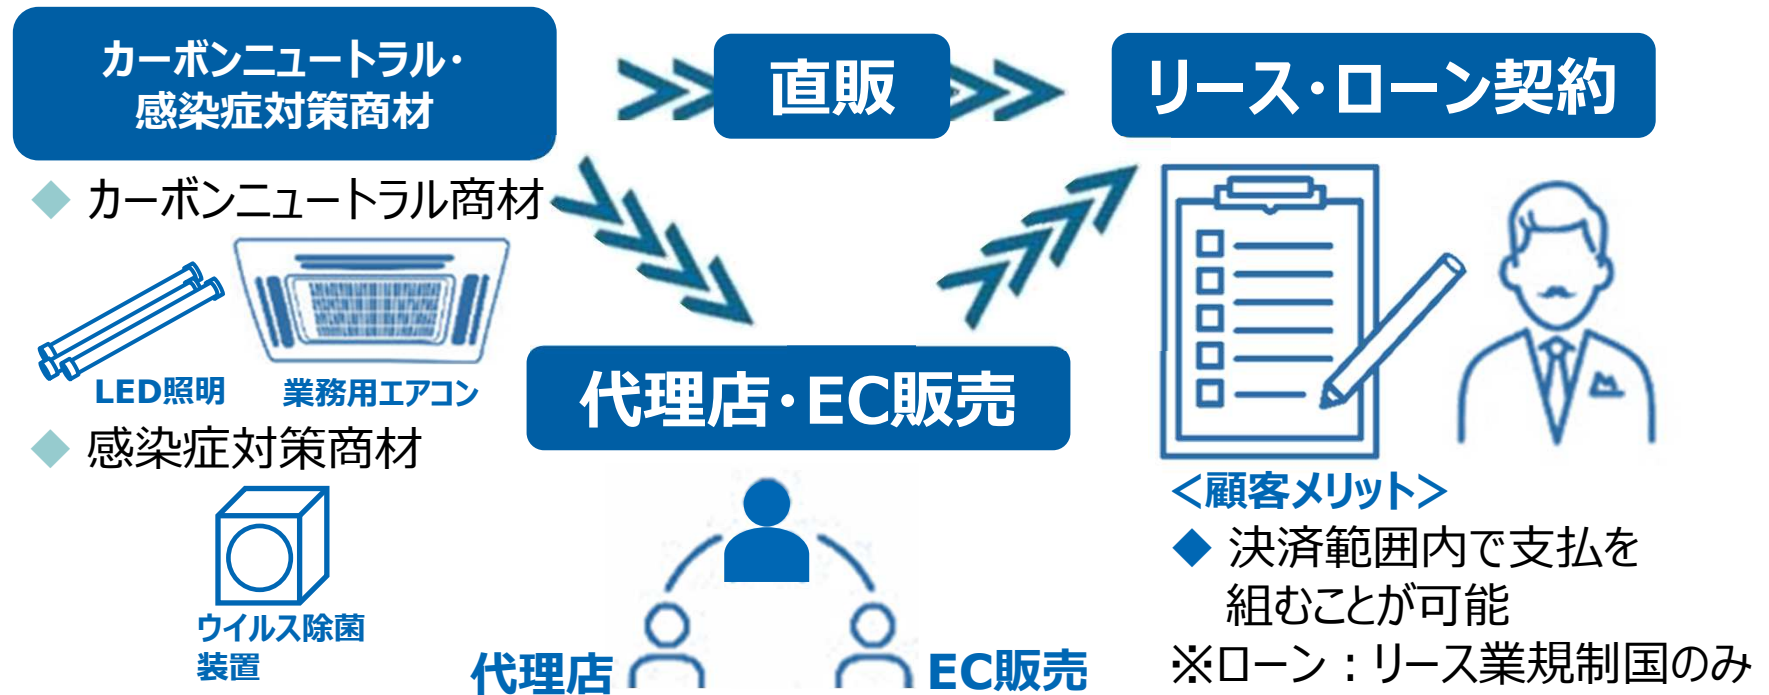 カーボンニュートラル・
感染症対策商材
直販
リース・ローン契約
◆ カーボンニュートラル商材
LED照明
業務用エアコン
◆ 感染症対策商材
ウイルス除菌
装置
代理店・EC販売
代理店
EC販売
＜顧客メリット＞
◆ 決済範囲内で支払を
組むことが可能
※ローン：リース業規制国のみ